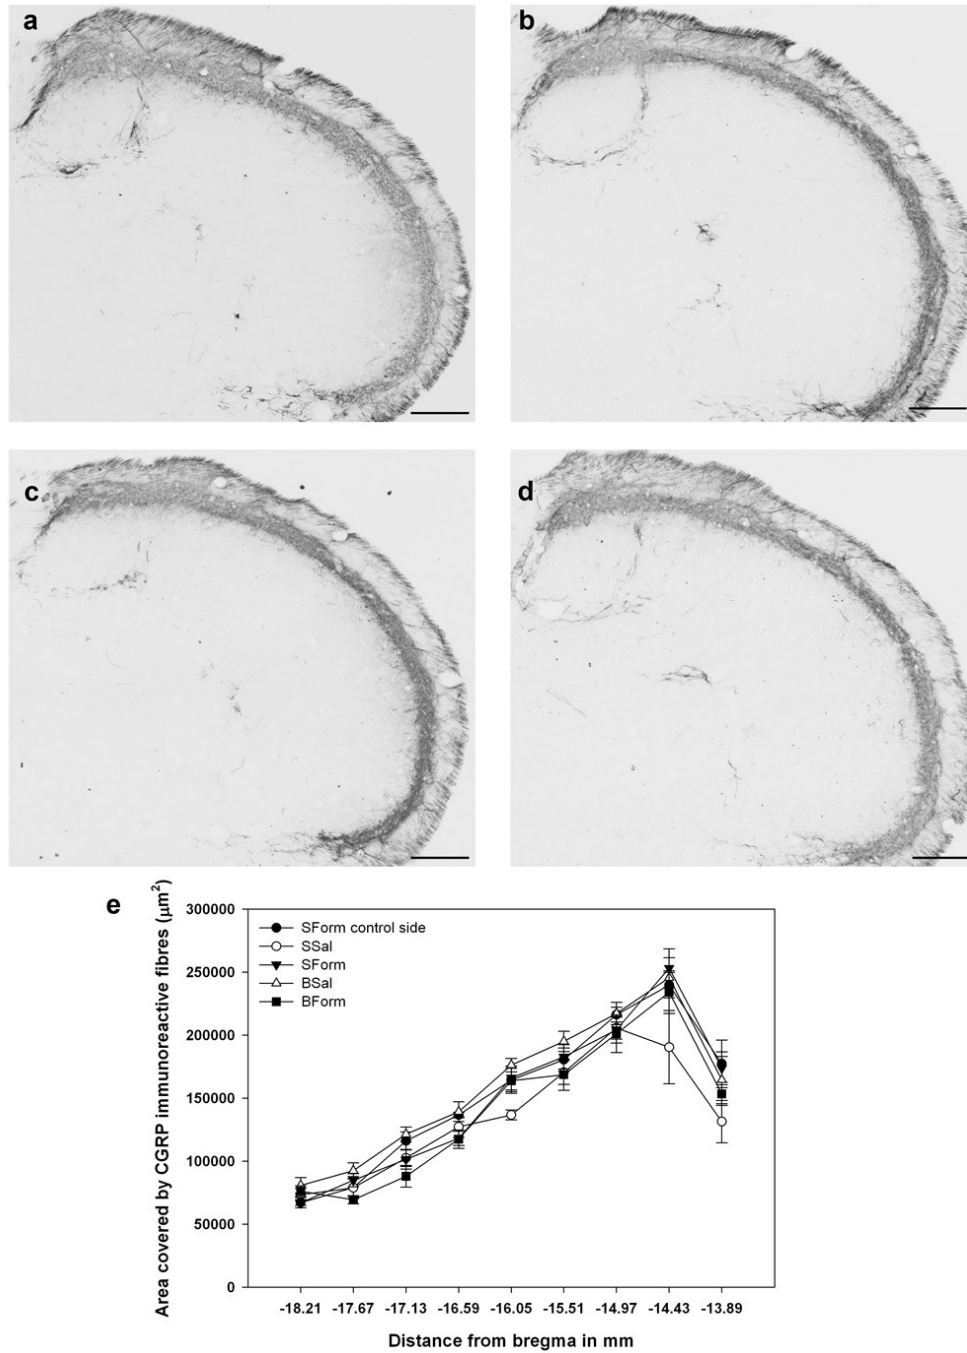 a
b
c
d
e
Area covered by CGRP immunoreactive fibres (μm²)
300000
250000
200000
150000
100000
50000
0
SForm control side
SSal
SForm
BSal
BForm
-18.21 -17.67 -17.13 -16.59 -16.05 -15.51 -14.97 -14.43 -13.89
Distance from bregma in mm